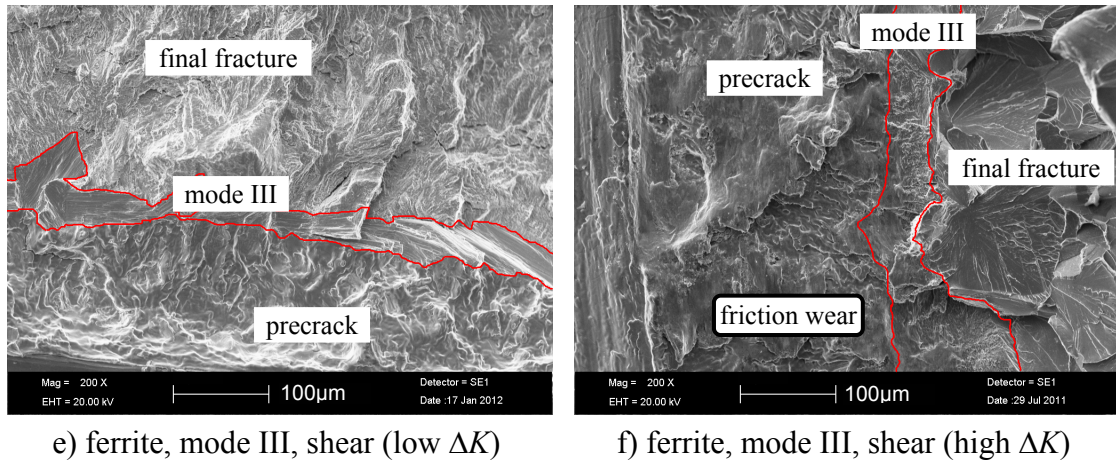 final fracture
mode III
precrack
Mag = 200 X
EHT = 20.00 kV
100µm
Detector = SE1
Date :17 Jan 2012
e) ferrite, mode III, shear (low ΔK)
mode III
precrack
final fracture
friction wear
Mag = 200 X
EHT = 20.00 kV
100µm
Detector = SE1
Date :29 Jul 2011
f) ferrite, mode III, shear (high ΔK)